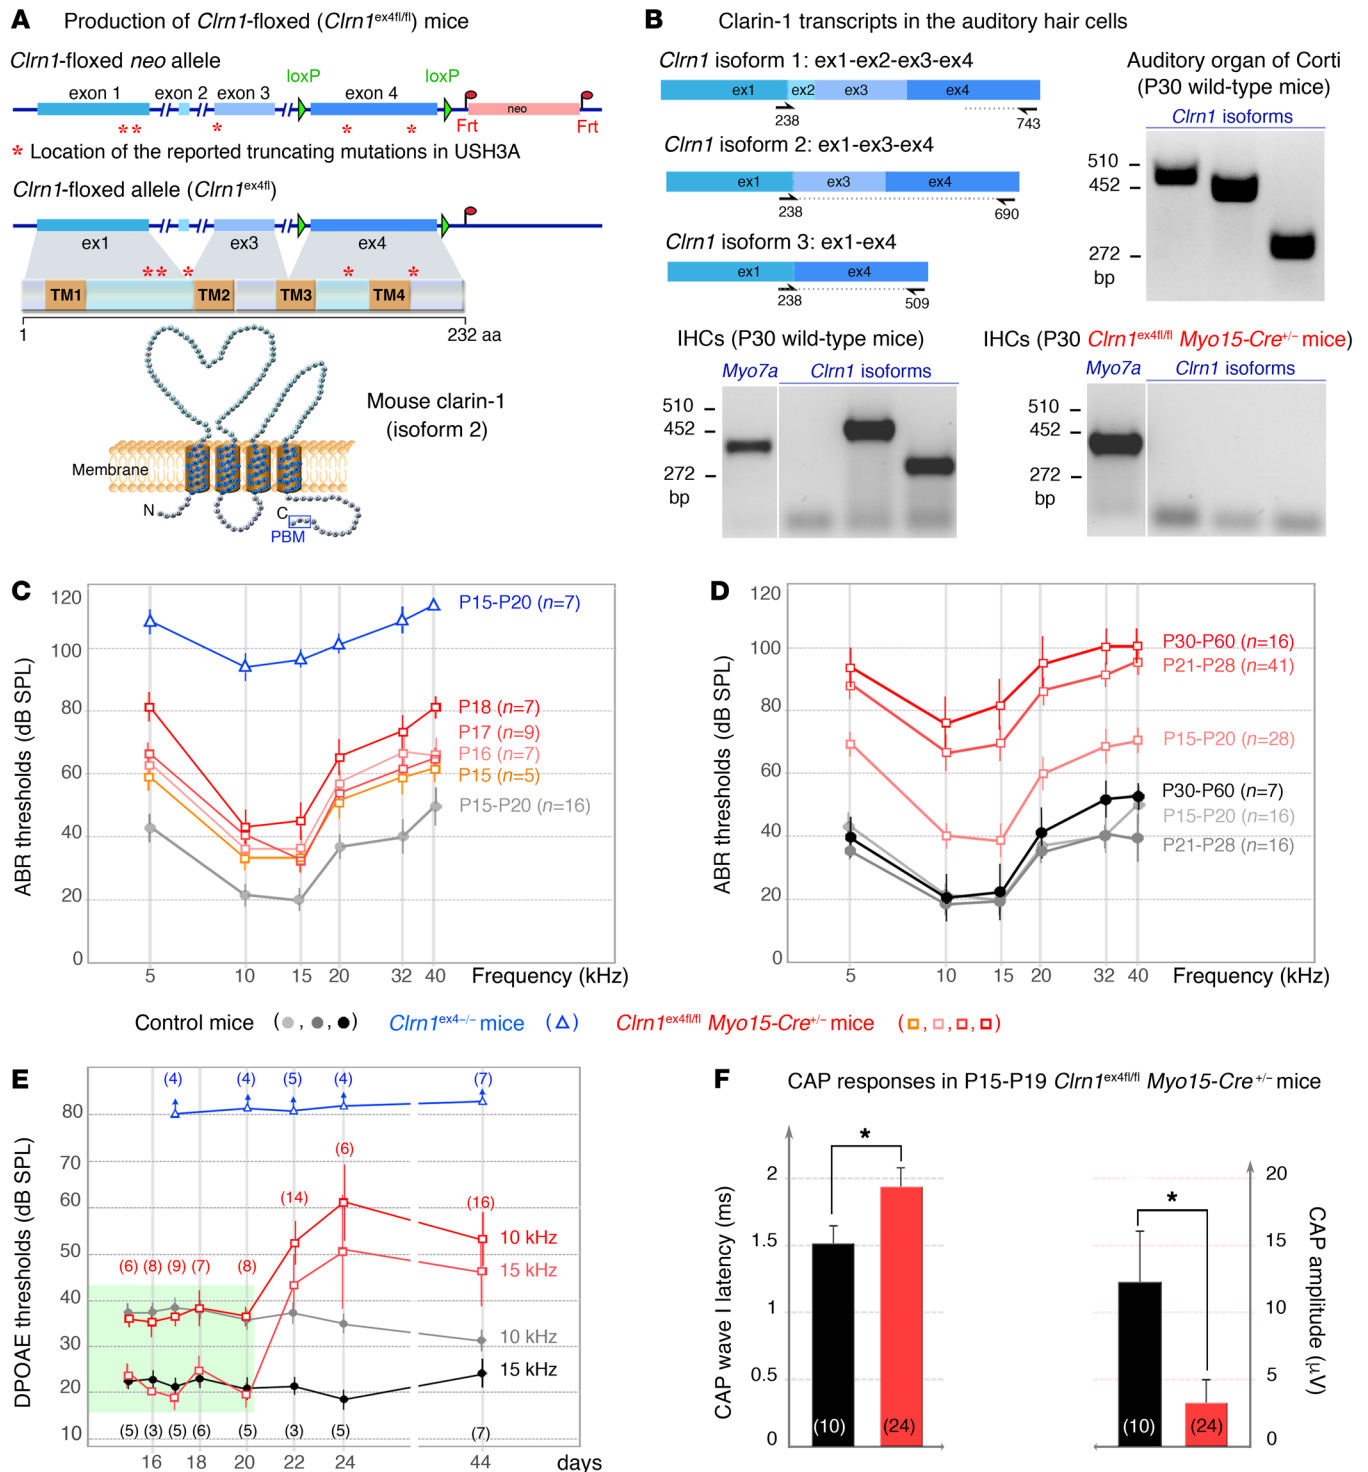 A Production of Clrn1-floxed (Clrn1ex4fl/fl) mice
Clrn1-floxed neo allele
loxP loxP
exon 1 exon 2 exon 3 exon 4
neo
** * * *
Frt Frt
* Location of the reported truncating mutations in USH3A
Clrn1-floxed allele (Clrn1ex4fl)
ex1 ex3 ex4
** * * *
TM1 TM2 TM3 TM4
1 232 aa
Mouse clarin-1
(isoform 2)
Membrane
N C
PBM
B Clarin-1 transcripts in the auditory hair cells
Clrn1 isoform 1: ex1-ex2-ex3-ex4
ex1 ex2 ex3 ex4
238 743
Clrn1 isoform 2: ex1-ex3-ex4
ex1 ex3 ex4
238 690
Clrn1 isoform 3: ex1-ex4
ex1 ex4
238 509
Auditory organ of Corti
(P30 wild-type mice)
Clrn1 isoforms
510
452
272
bp
IHCs (P30 wild-type mice)
Myo7a Clrn1 isoforms
510
452
272
bp
IHCs (P30 Clrn1ex4fl/fl Myo15-Cre+/– mice)
Myo7a Clrn1 isoforms
510
452
272
bp
C
ABR thresholds (dB SPL)
120
100
80
60
40
20
0
P15-P20 (n=7)
P18 (n=7)
P17 (n=9)
P16 (n=7)
P15 (n=5)
P15-P20 (n=16)
5 10 15 20 32 40 Frequency (kHz)
D
ABR thresholds (dB SPL)
120
100
80
60
40
20
0
P30-P60 (n=16)
P21-P28 (n=41)
P15-P20 (n=28)
P30-P60 (n=7)
P15-P20 (n=16)
P21-P28 (n=16)
5 10 15 20 32 40 Frequency (kHz)
Control mice ( , , ) Clrn1ex4–/– mice ( ) Clrn1ex4fl/fl Myo15-Cre+/– mice ( , , , )
E
DPOAE thresholds (dB SPL)
80
70
60
50
40
30
20
10
(4) (4) (5) (4) (7)
(6) (8) (9) (7) (8) (14) (6) (16)
10 kHz
15 kHz
10 kHz
15 kHz
(5) (3) (5) (6) (5) (3) (5) (7)
16 18 20 22 24 44 days
F CAP responses in P15-P19 Clrn1ex4fl/fl Myo15-Cre+/– mice
CAP wave I latency (ms)
2
1.5
1
0.5
0
*
(10) (24)
*
(10) (24)
20
15
10
5
0
CAP amplitude (μV)